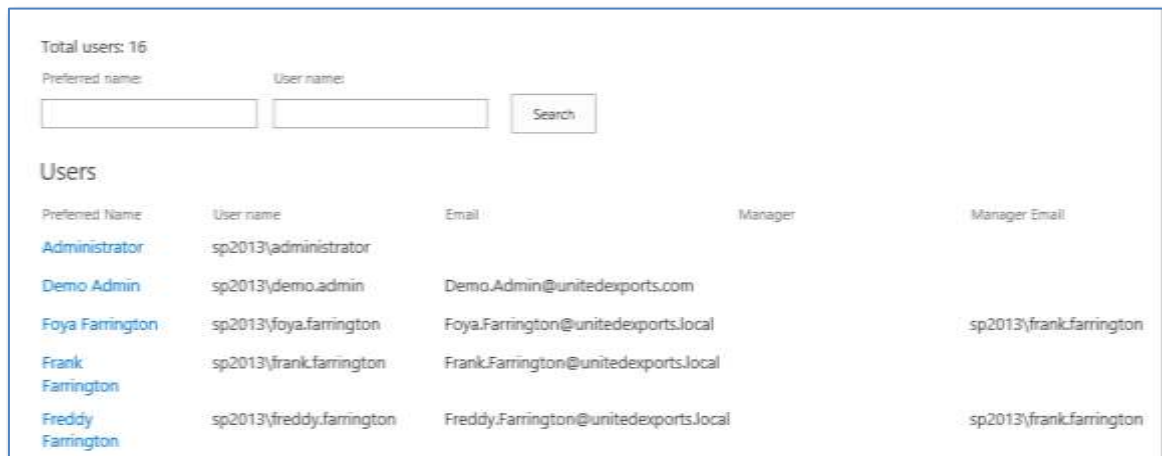 Total users: 16
Preferred name: User name:
Search
Users
Preferred Name User name Email Manager Manager Email
Administrator sp2013\administrator
Demo Admin sp2013\demo.admin Demo.Admin@unitedexports.com
Foya Farrington sp2013\foya.farrington Foya.Farrington@unitedexports.local sp2013\frank.farrington
Frank sp2013\frank.farrington Frank.Farrington@unitedexports.local
Farrington
Freddy sp2013\freddy.farrington Freddy.Farrington@unitedexports.local sp2013\frank.farrington
Farrington